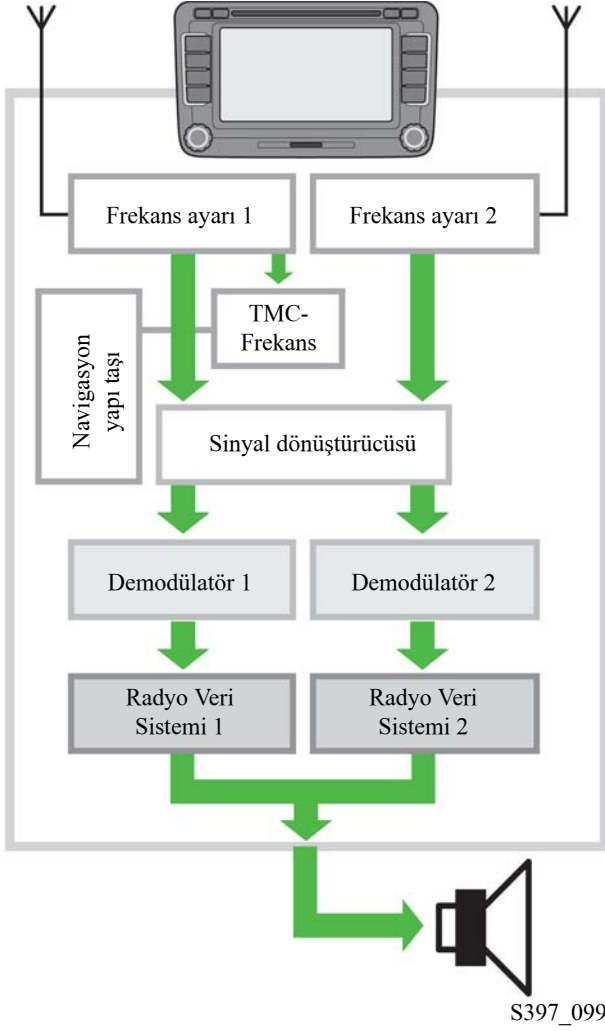 Frekans ayarı 1
Frekans ayarı 2
TMC-
Frekans
Navigasyon
yapı taşı
Sinyal dönüştürücüsü
Demodülatör 1
Demodülatör 2
Radyo Veri
Sistemi 1
Radyo Veri
Sistemi 2
S397_099